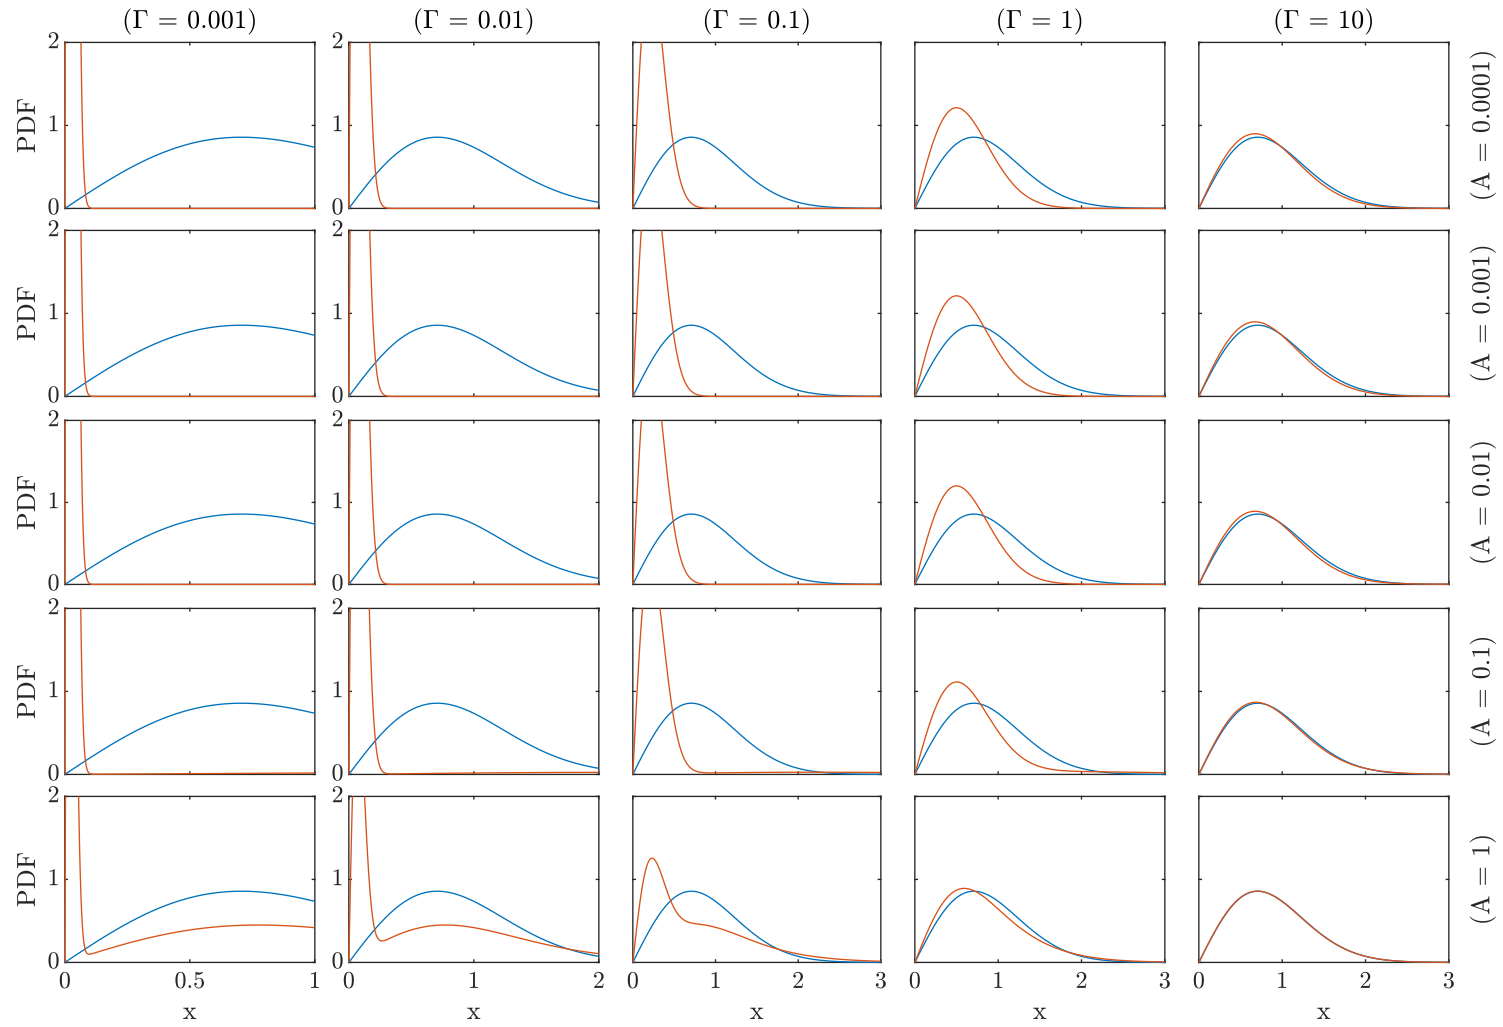 (Γ = 0.001) (Γ = 0.01) (Γ = 0.1) (Γ = 1) (Γ = 10)
2
1
0
PDF
(A = 0.0001)
2
1
0
PDF
(A = 0.001)
2
1
0
PDF
(A = 0.01)
2
1
0
PDF
(A = 0.1)
2
1
0
PDF
(A = 1)
0 0.5 1 0 1 2 0 1 2 3 0 1 2 3 0 1 2 3
x x x x x